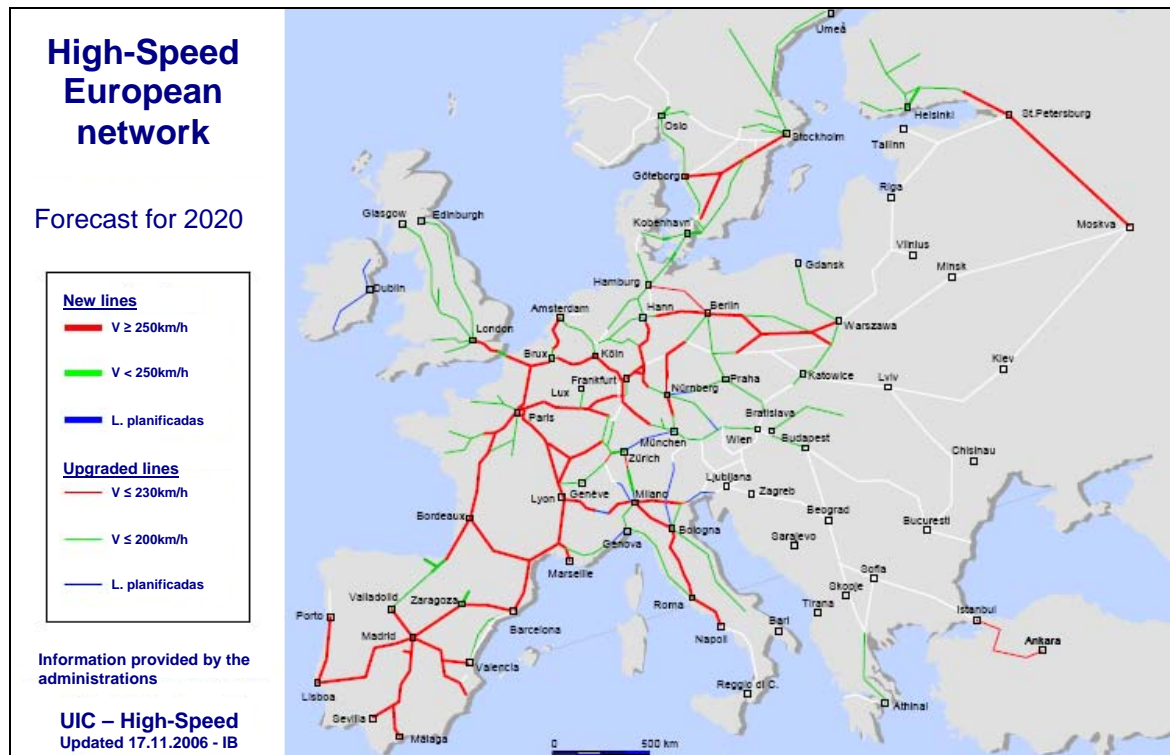 High-Speed
European
network
Forecast for 2020
New lines
V ≥ 250km/h
V < 250km/h
L. planificadas
Upgraded lines
V ≤ 230km/h
V ≤ 200km/h
L. planificadas
Information provided by the
administrations
UIC – High-Speed
Updated 17.11.2006 - IB
Umeå
Oslo
Stockholm
Helsinki
St.Petersburg
Tallinn
Göteborg
Riga
Glasgow
Edinburgh
Kobenhavn
Moskva
Vilnius
Gdansk
Minsk
Dublin
Hamburg
Amsterdam
Hann
Berlin
London
Warszawa
Brux
Köln
Kiev
Frankfurt
Lux
Nürnberg
Praha
Katowice
Lviv
Paris
Bratislava
München
Wien
Budapest
Zürich
Chisinau
Ljubljana
Lyon
Genève
Milano
Zagreb
Bordeaux
Beograd
Bologna
Bucuresti
Genova
Sarajevo
Marseille
Sofia
Valladolid
Zaragoza
Skopje
Porto
Barcelona
Roma
Tirana
Istanbul
Madrid
Napoli
Bari
Ankara
Valencia
Lisboa
Reggio di C.
Sevilla
Athinai
Málaga
0 500 km